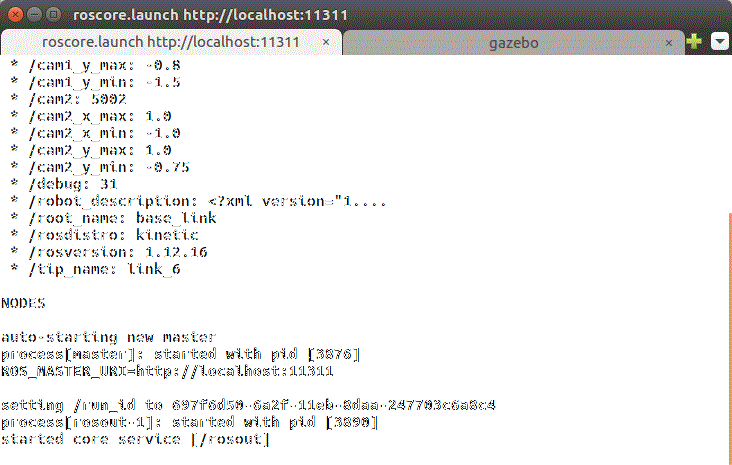 roscore.launch http://localhost:11311
roscore.launch http://localhost:11311 × gazebo ×
* /cam1_y_max: -0.8
* /cam1_y_min: -1.5
* /cam2: 5002
* /cam2_x_max: 1.0
* /cam2_x_min: -1.0
* /cam2_y_max: 1.0
* /cam2_y_min: -0.75
* /debug: 31
* /robot_description: <?xml version="1....
* /root_name: base_link
* /rosdistro: kinetic
* /rosversion: 1.12.16
* /tip_name: link_6
NODES
auto-starting new master
process[master]: started with pid [3876]
ROS_MASTER_URI=http://localhost:11311
setting /run_id to 697f6d50-6a2f-11eb-8daa-247703c6a8c4
process[rosout-1]: started with pid [3890]
started core service [/rosout]